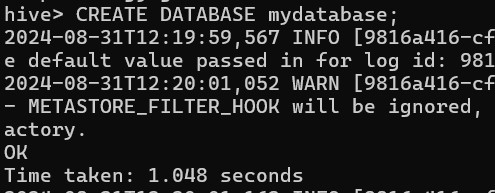 hive> CREATE DATABASE mydatabase;
2024-08-31T12:19:59,567 INFO [9816a416-cf
e default value passed in for log id: 981
2024-08-31T12:20:01,052 WARN [9816a416-cf
- METASTORE_FILTER_HOOK will be ignored,
actory.
OK
Time taken: 1.048 seconds